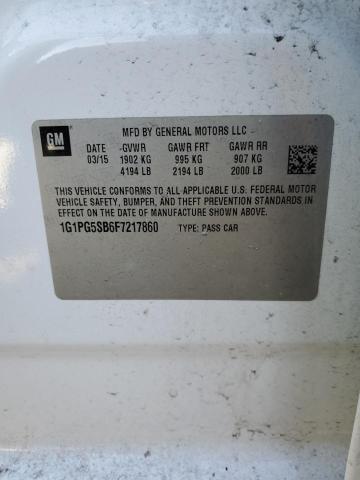 GM
MFD BY GENERAL MOTORS LLC
03/15 GVWR GAWR FRT GAWR RR
1902 KG 995 KG 907 KG
4194 LB 2194 LB 2000 LB
THIS VEHICLE CONFORMS TO ALL APPLICABLE U.S. FEDERAL MOTOR
VEHICLE SAFETY, BUMPER, AND THEFT PREVENTION STANDARDS IN
EFFECT ON THE DATE OF MANUFACTURE SHOWN ABOVE.
1G1PG5SB6F7217860 TYPE: PASS CAR